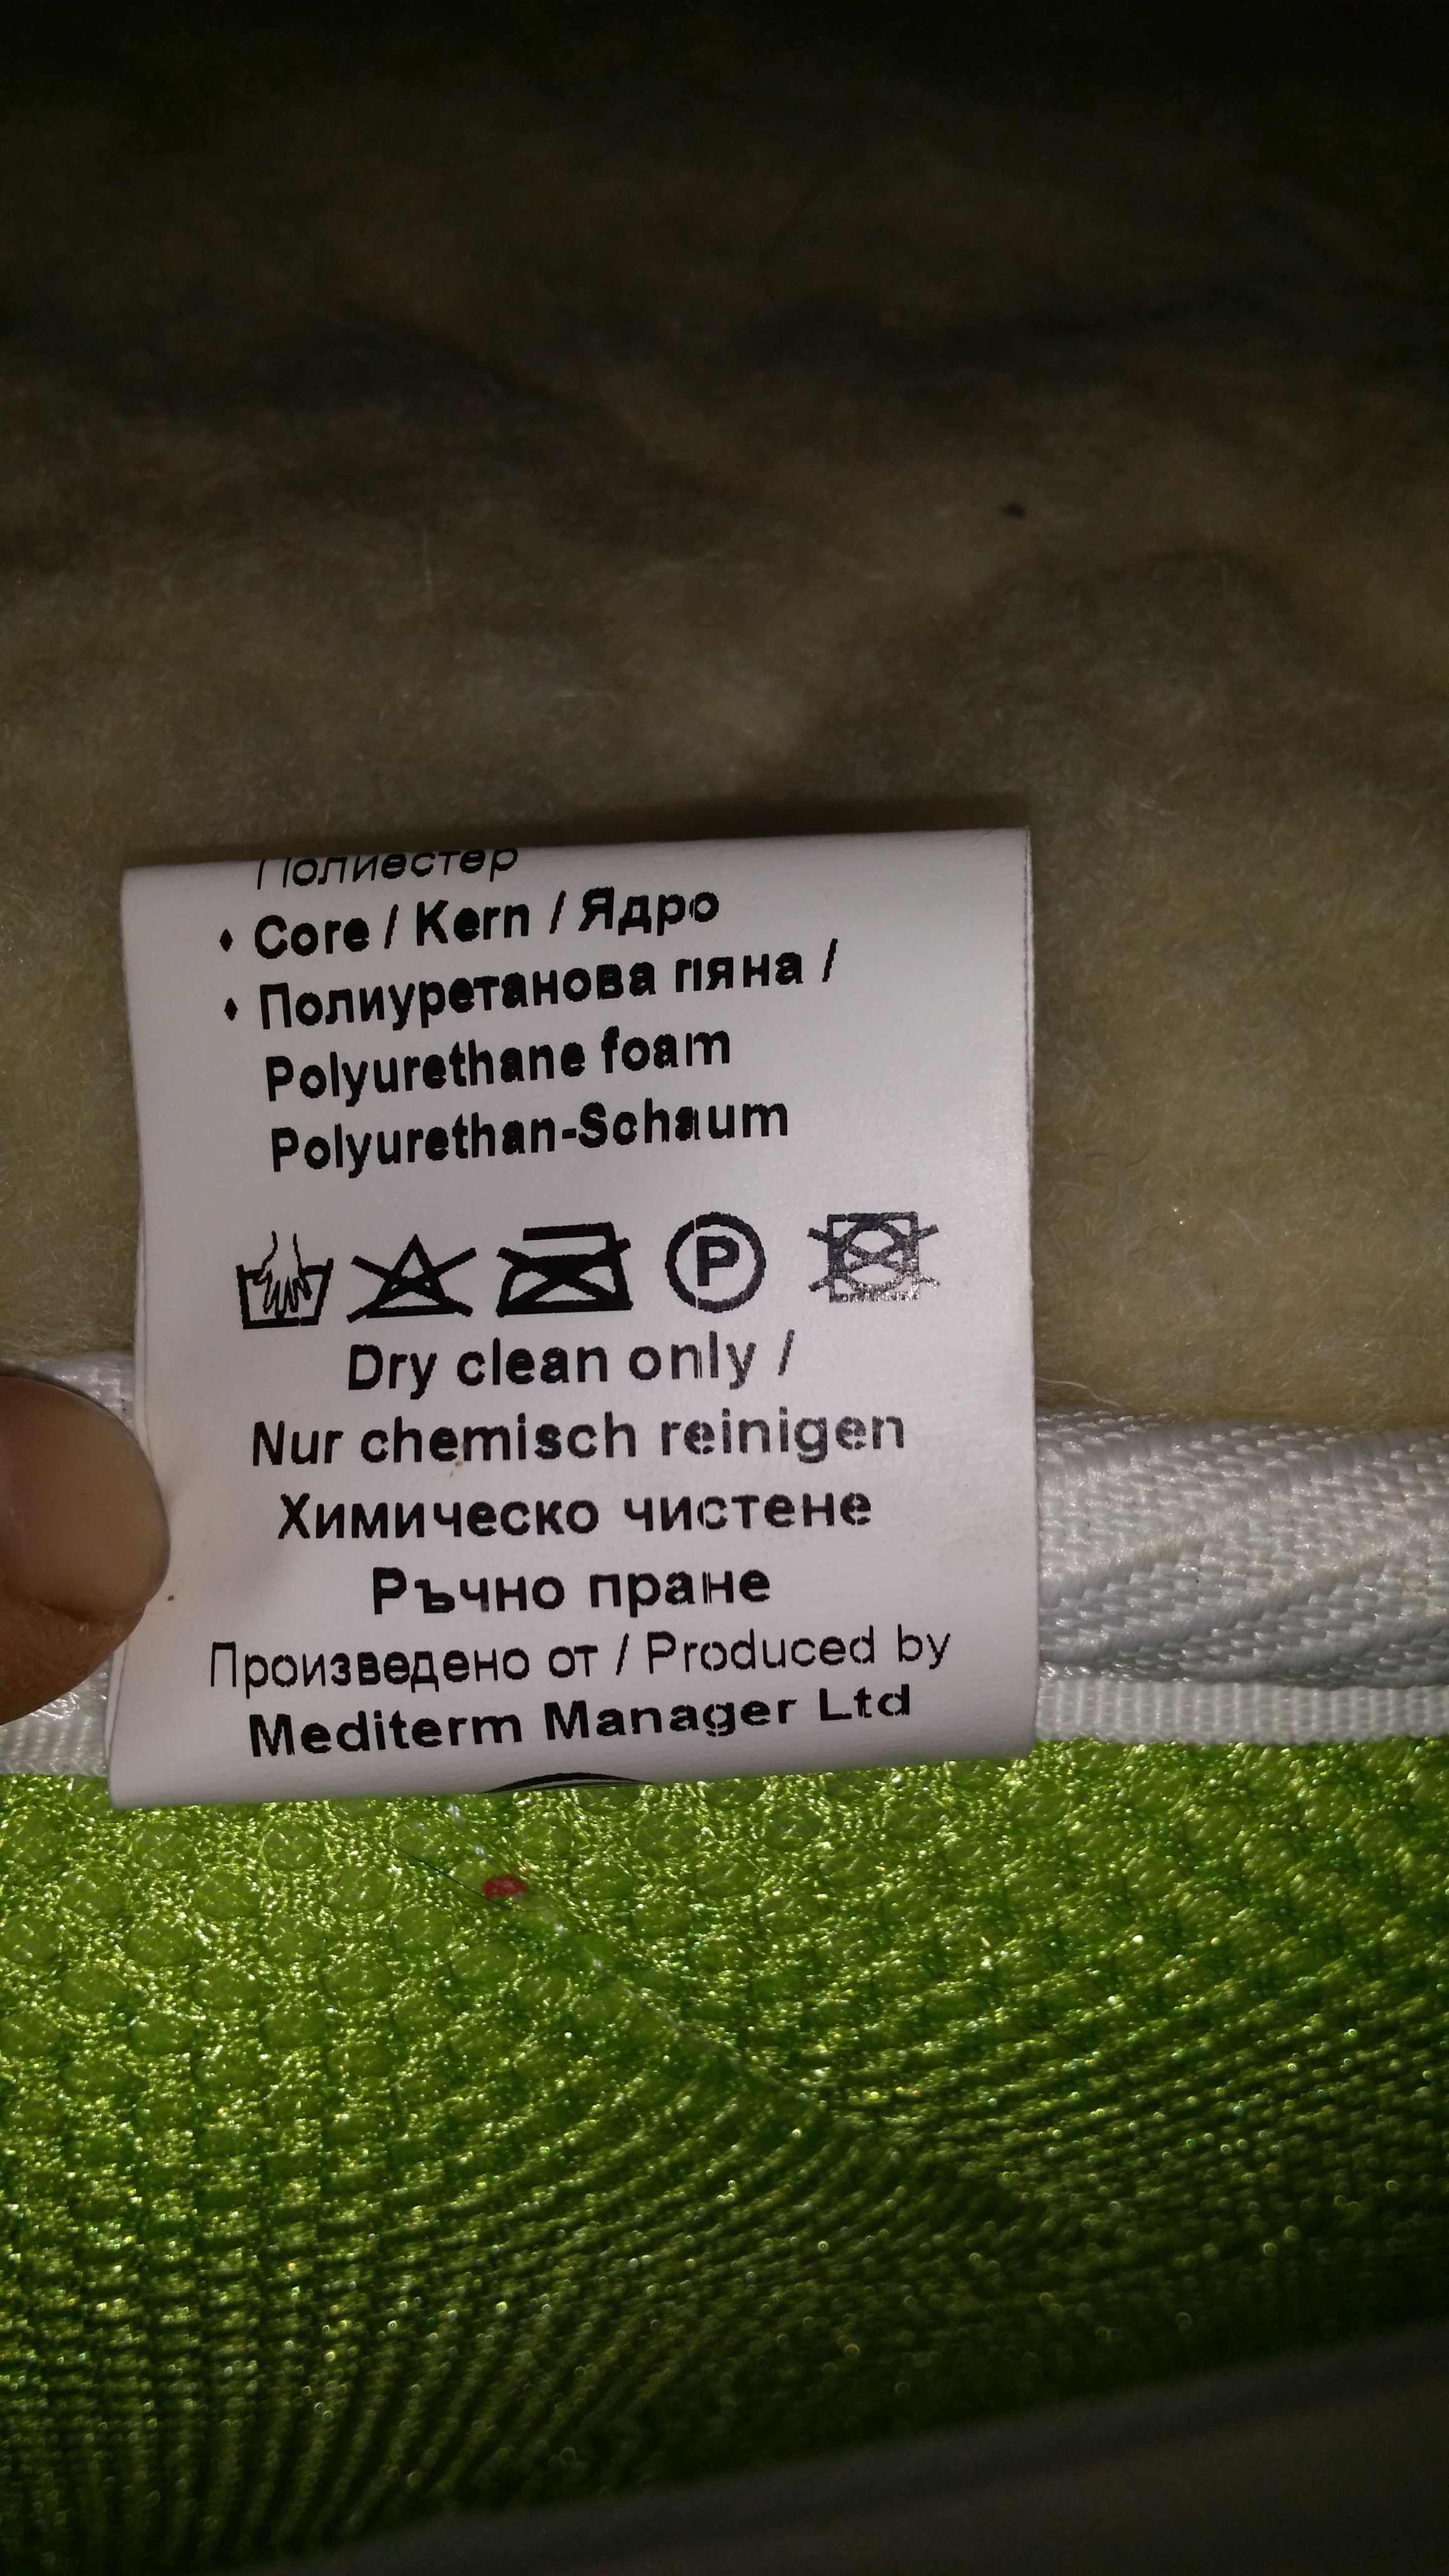 Полиестер
♦ Core / Kern / Ядро
♦ Полиуретанова пяна /
Polyurethane foam
Polyurethan-Schaum
P
Dry clean only /
Nur chemisch reinigen
Химическо чистене
Ръчно пране
Произведено от / Produced by
Mediterm Manager Ltd